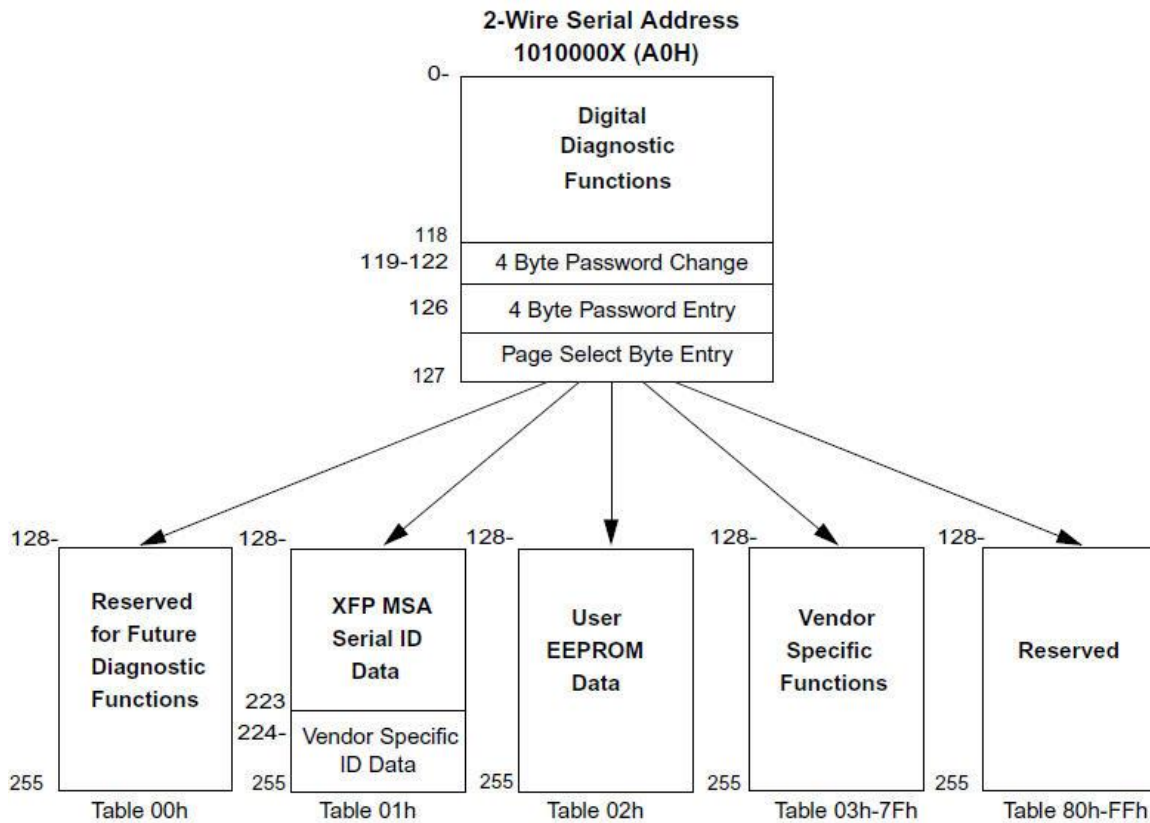 2-Wire Serial Address
1010000X (A0H)
0-
Digital
Diagnostic
Functions
118
119-122
4 Byte Password Change
126
4 Byte Password Entry
Page Select Byte Entry
127
128-
Reserved
for Future
Diagnostic
Functions
255
Table 00h
128-
XFP MSA
Serial ID
Data
223
224-
Vendor Specific
ID Data
255
Table 01h
128-
User
EEPROM
Data
255
Table 02h
128-
Vendor
Specific
Functions
255
Table 03h-7Fh
128-
Reserved
255
Table 80h-FFh